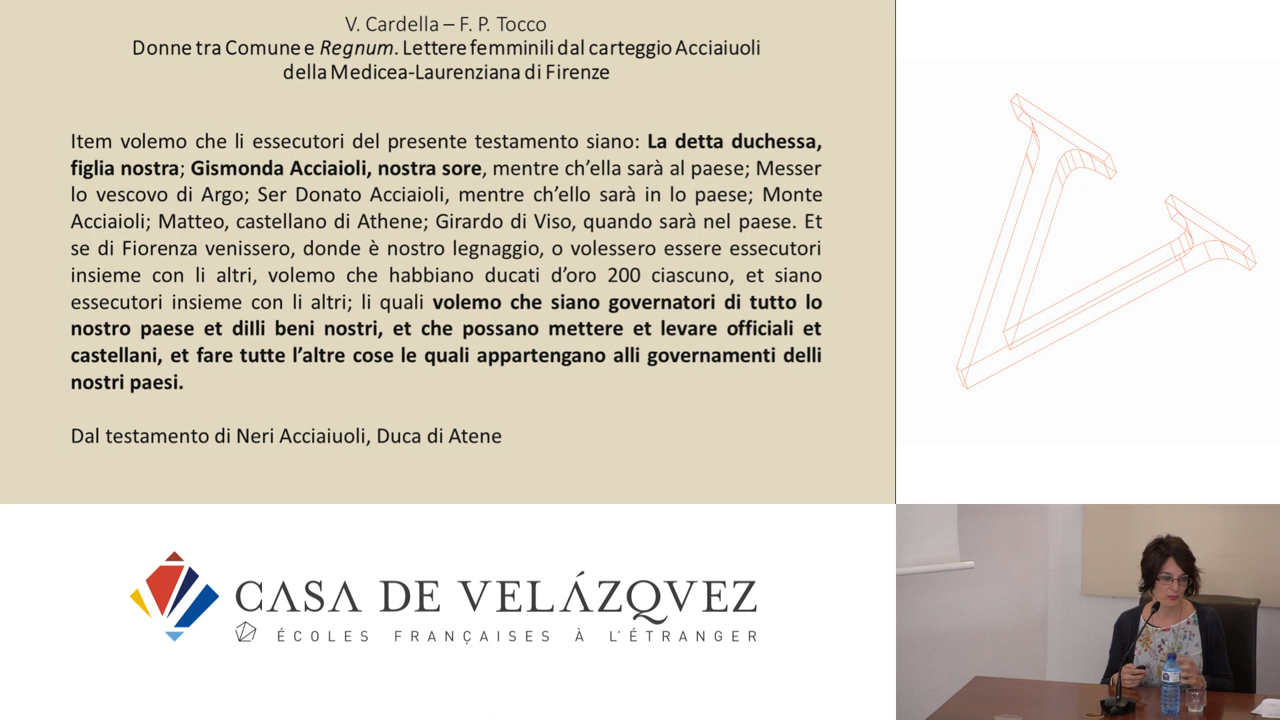 V. Cardella – F. P. Tocco
Donne tra Comune e Regnum. Lettere femminili dal carteggio Acciaiuoli
della Medicea-Laurenziana di Firenze
Item volemo che li essecutori del presente testamento siano: La detta duchessa,
figlia nostra; Gismonda Acciaioli, nostra sore, mentre ch’ella sarà al paese; Messer
lo vescovo di Argo; Ser Donato Acciaioli, mentre ch’ello sarà in lo paese; Monte
Acciaioli; Matteo, castellano di Athene; Girardo di Viso, quando sarà nel paese. Et
se di Fiorenza venissero, donde è nostro legnaggio, o volessero essere essecutori
insieme con li altri, volemo che habbiano ducati d’oro 200 ciascuno, et siano
essecutori insieme con li altri; li quali volemo che siano governatori di tutto lo
nostro paese et dilli beni nostri, et che possano mettere et levare officiali et
castellani, et fare tutte l’altre cose le quali appartengano alli governamenti delli
nostri paesi.
Dal testamento di Neri Acciaiuoli, Duca di Atene
CASA DE VELÁZQVEZ
ÉCOLES FRANÇAISES À L'ÉTRANGER